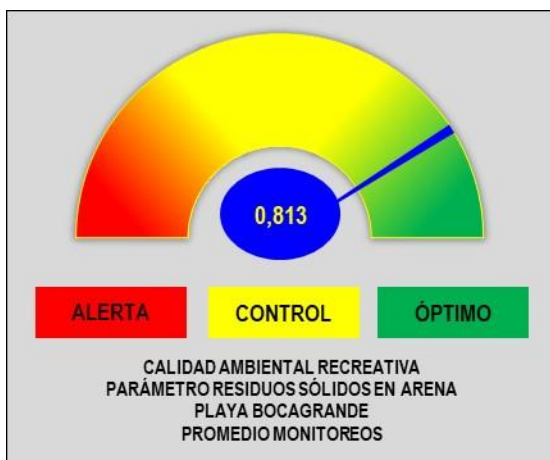 0,813
ALERTA
CONTROL
ÓPTIMO
CALIDAD AMBIENTAL RECREATIVA
PARÁMETRO RESIDUOS SÓLIDOS EN ARENA
PLAYA BOCAGRANDE
PROMEDIO MONITOREOS